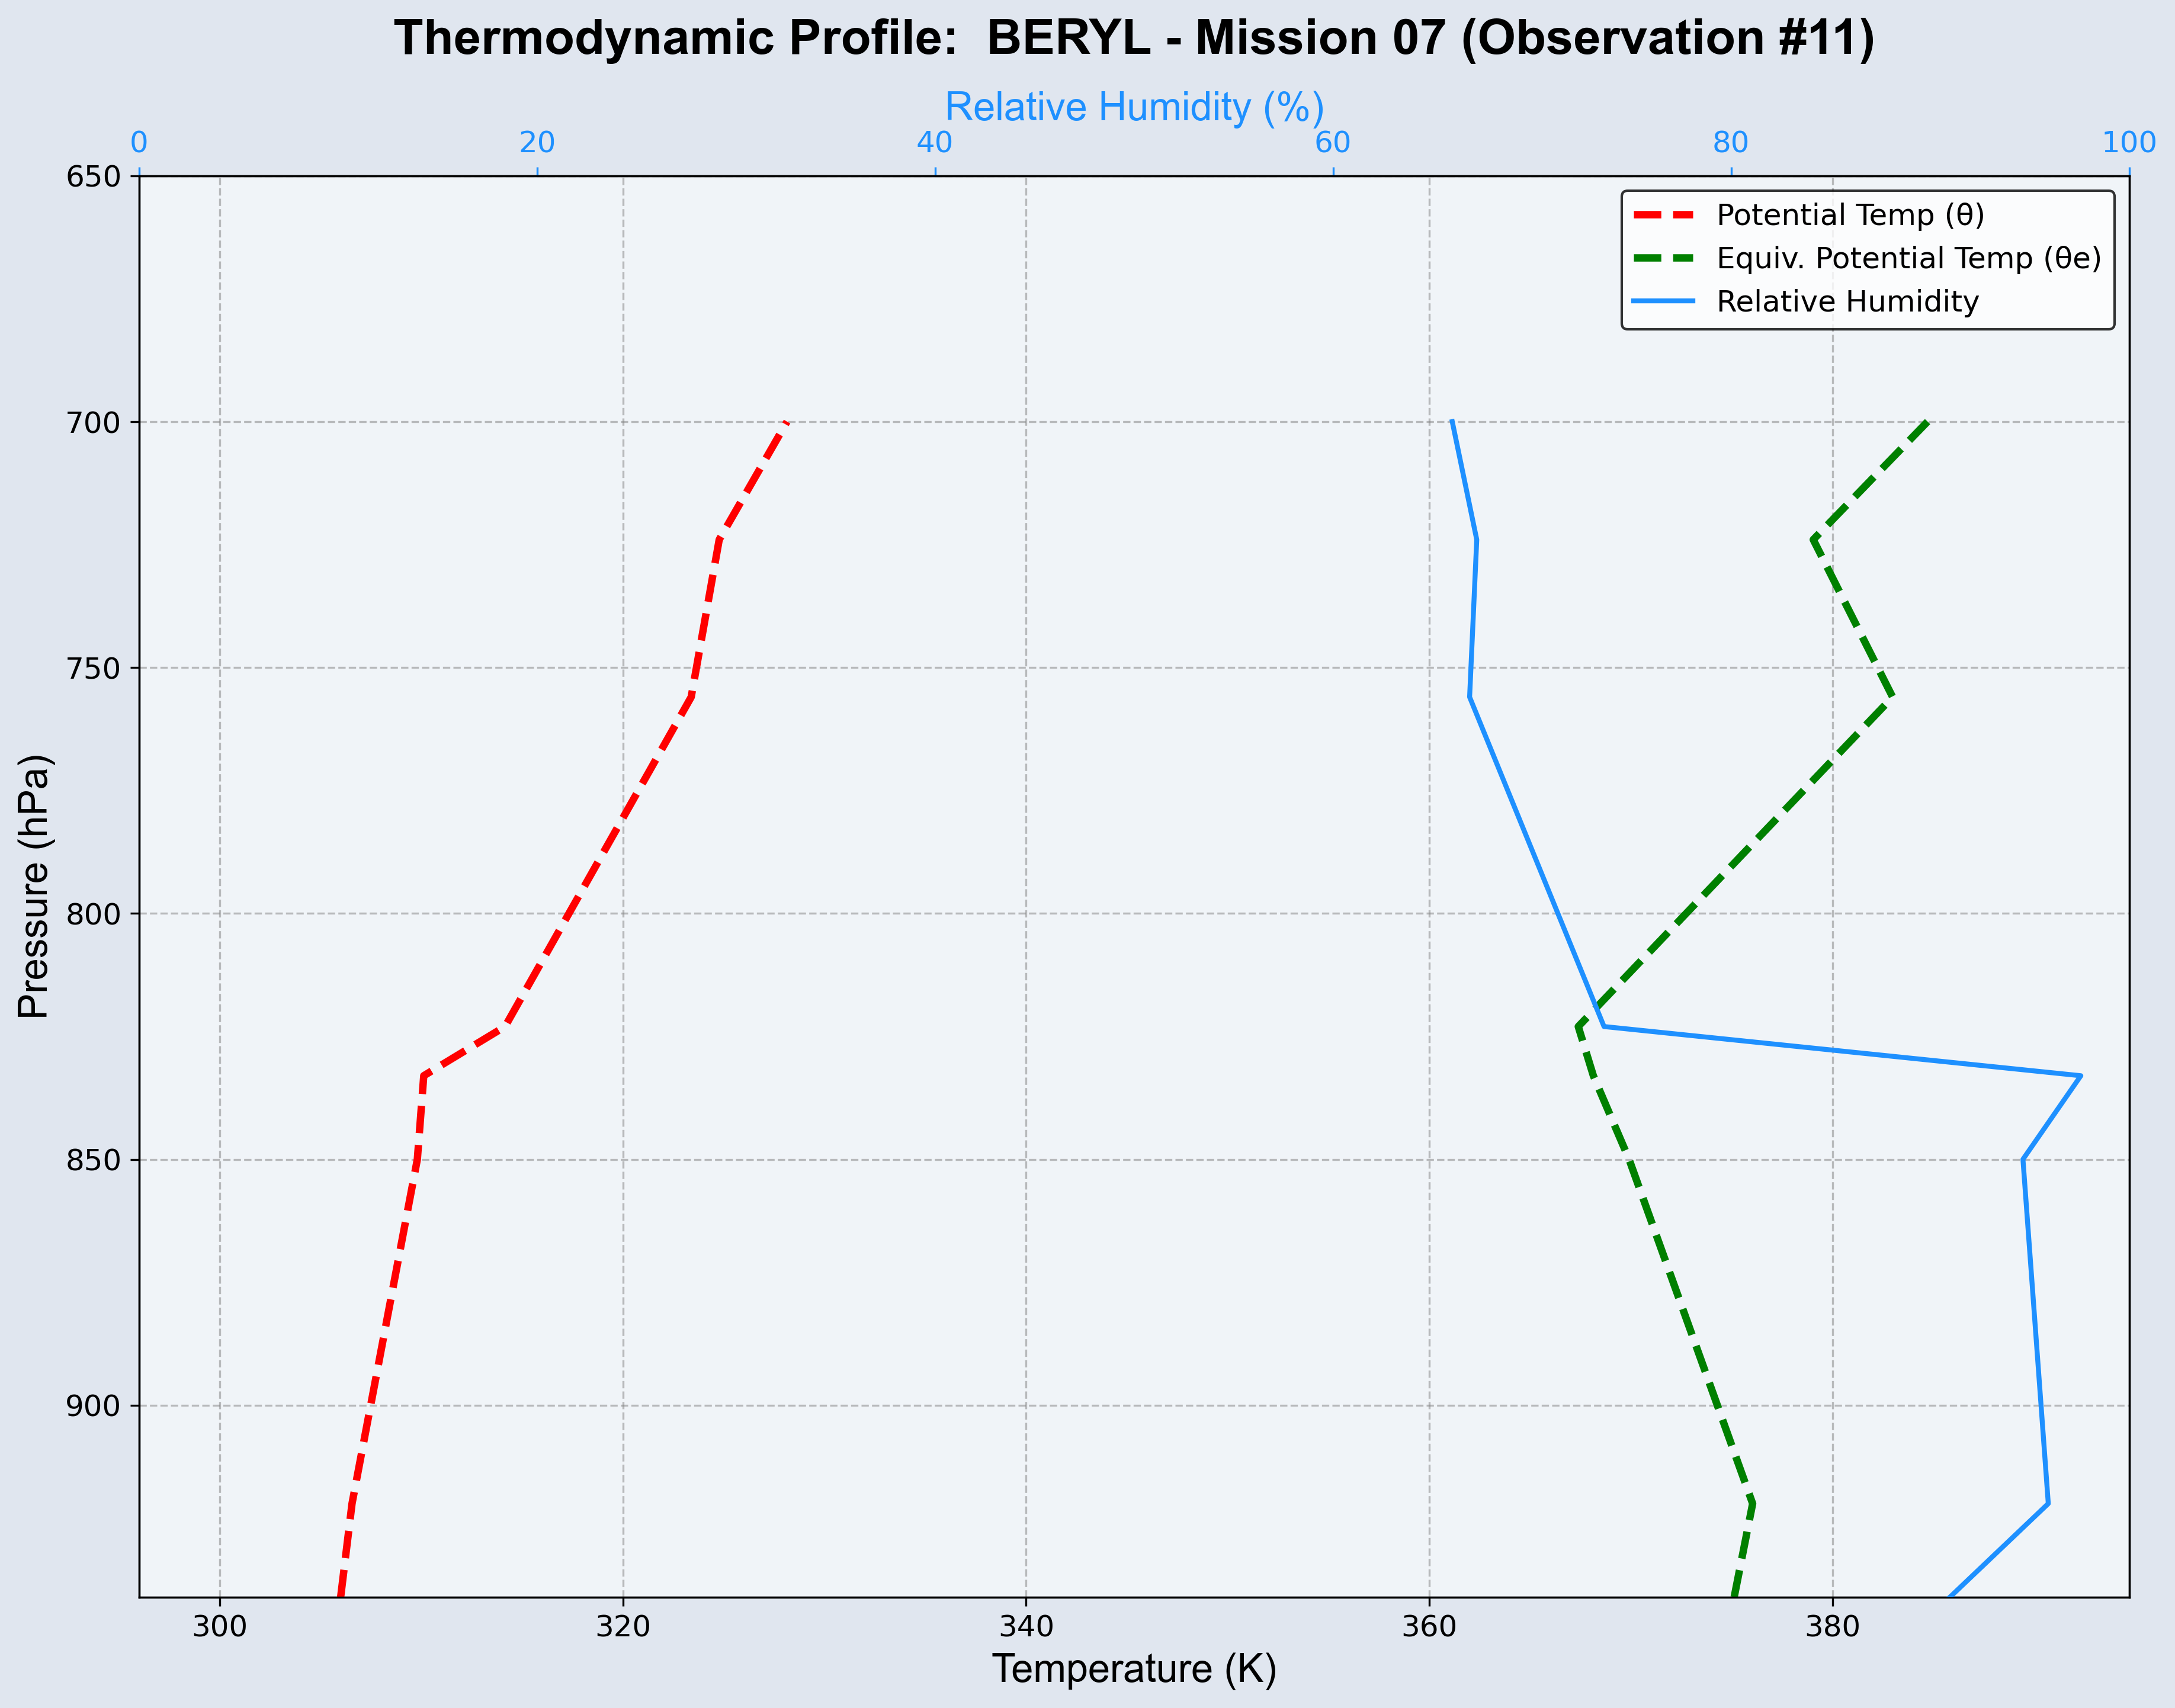 Thermodynamic Profile:  BERYL - Mission 07 (Observation #11)
Relative Humidity (%)
0 20 40 60 80 100
Potential Temp (θ)
Equiv. Potential Temp (θe)
Relative Humidity
Pressure (hPa)
650
700
750
800
850
900
300 320 340 360 380
Temperature (K)